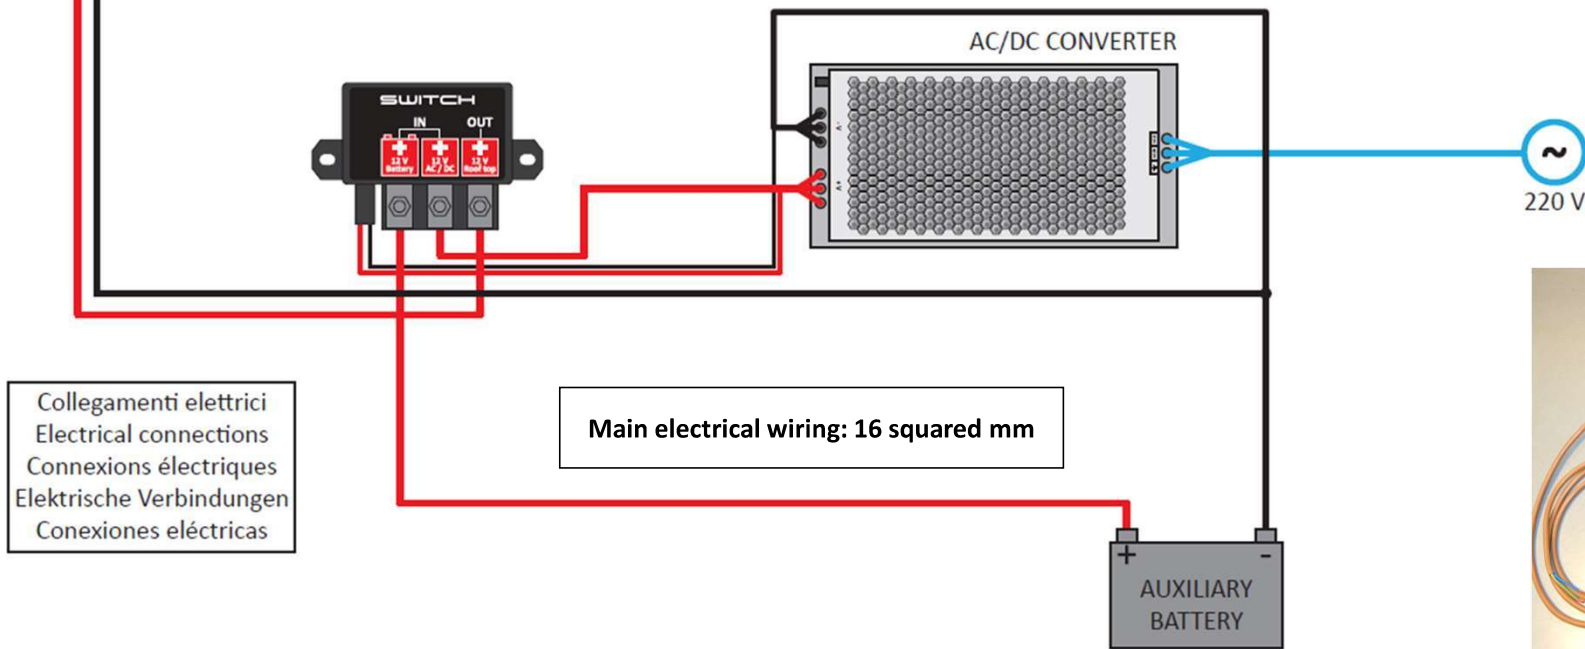 AC/DC CONVERTER
SWITCH
IN OUT
12 V Battery
12 V AC / DC
12 V Roof top
V-
V+
~
220 V
Collegamenti elettrici
Electrical connections
Connexions électriques
Elektrische Verbindungen
Conexiones eléctricas
Main electrical wiring: 16 squared mm
+ -
AUXILIARY
BATTERY